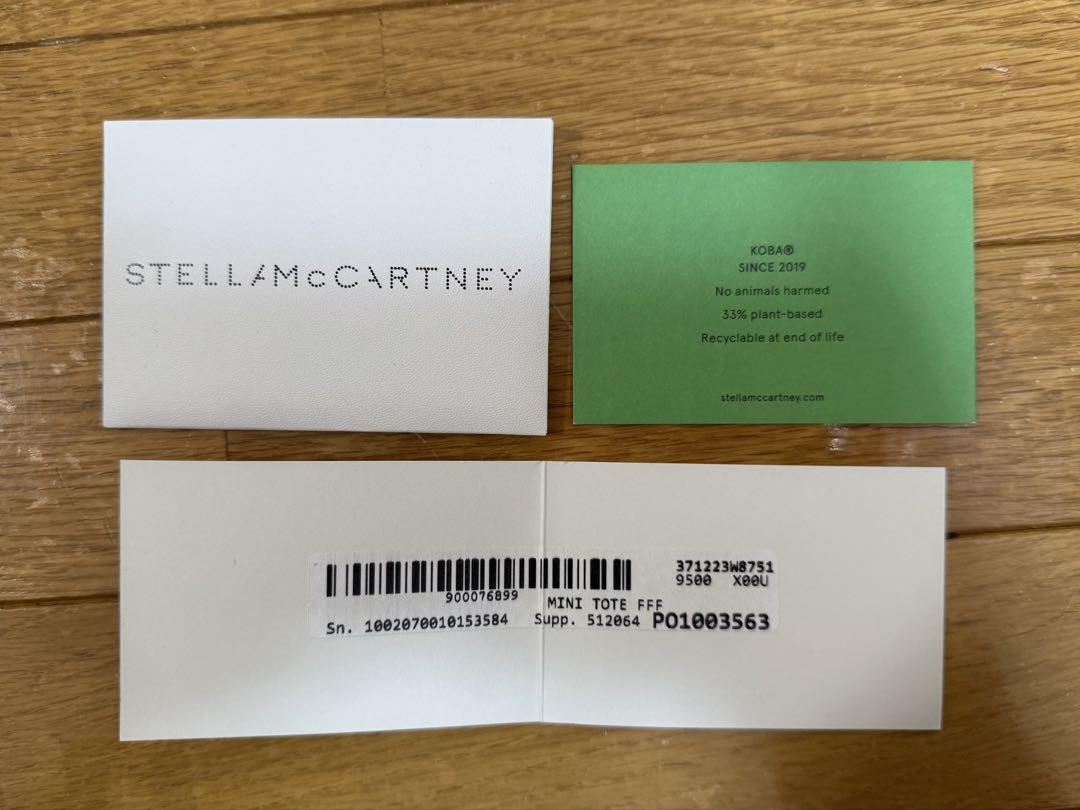 STELLAMcCARTNEY
KOBA®
SINCE 2019
No animals harmed
33% plant-based
Recyclable at end of life
stellamccartney.com
371223W8751
9500 X00U
900076899 MINI TOTE FFF
Sn. 1002070010153584 Supp. 512064 PO1003563